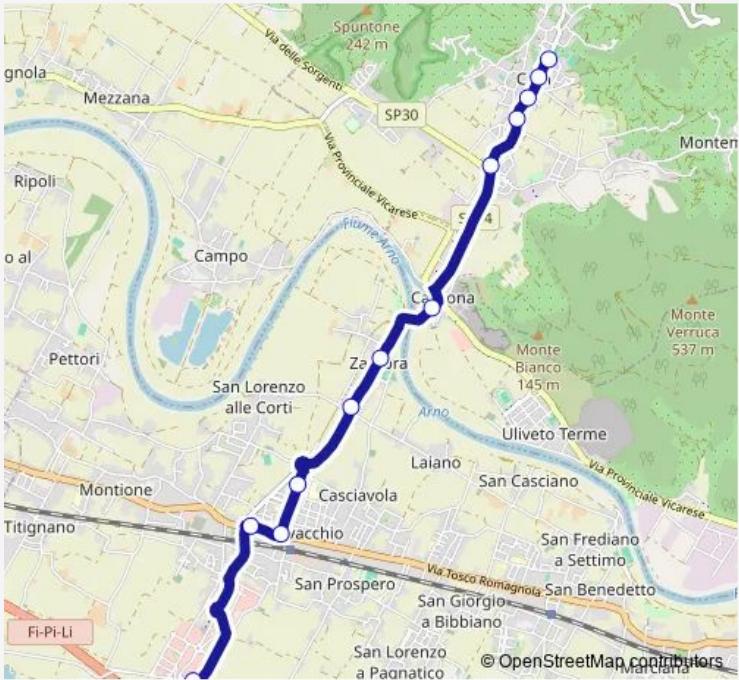 Spuntone
242 m
Via delle Sorgenti
gnola
Mezzana
SP30
Via Provinciale Vicarese
Montem
Ripoli
Fiume Arno
o al
Campo
Monte
Verruca
537 m
Pettori
Monte
Bianco
145 m
San Lorenzo
alle Corti
Arno
Uliveto Terme
Laiano
Via Provinciale Vicarese
Montione
Casciavola
San Casciano
Titignano
vacchio
San Frediano
a Settimo
Via Tosco Romagnola
San Prospero
San Benedetto
San Giorgio
a Bibbiano
Fi-Pi-Li
San Lorenzo
a Pagnatico
© OpenStreetMap contributors
Marciana